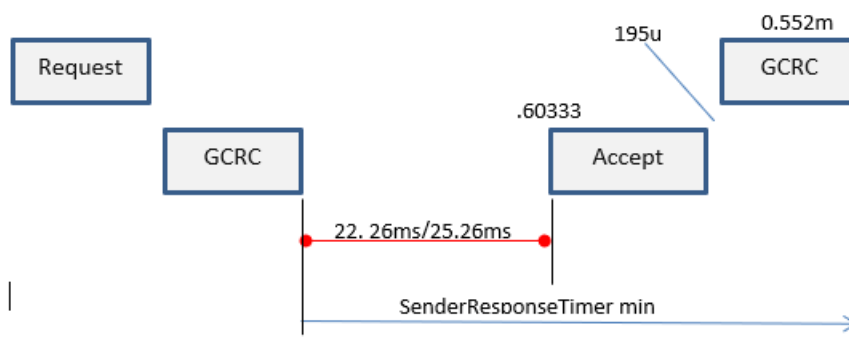 195u
0.552m
Request
GCRC
.60333
GCRC
Accept
22. 26ms/25.26ms
SenderResponseTimer min